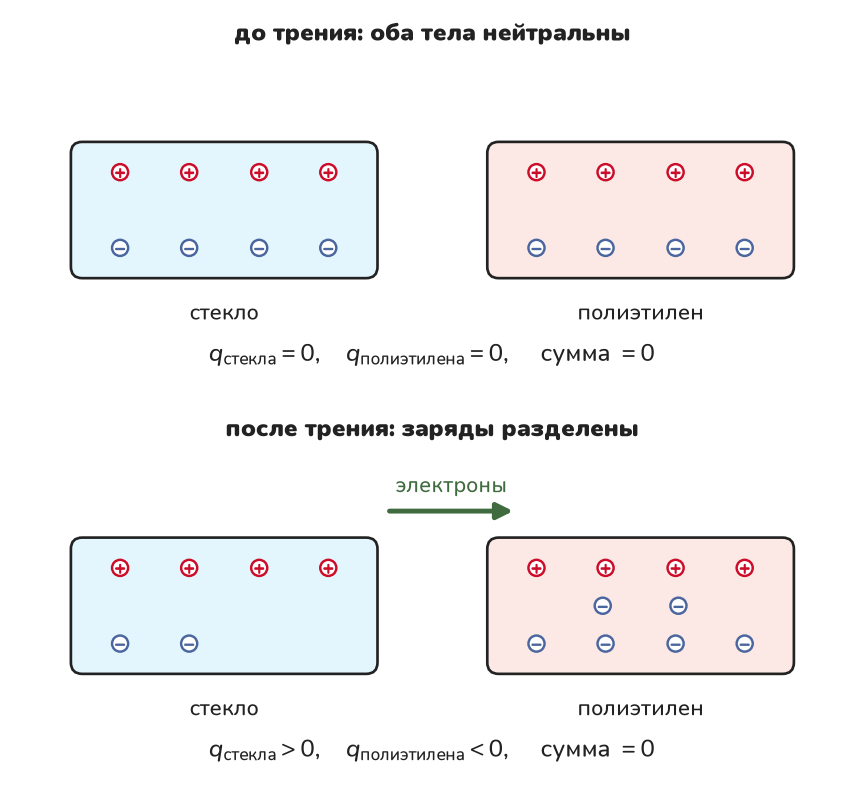 до трения: оба тела нейтральны
стекло полиэтилен
qстекла = 0, qполиэтилена = 0, сумма = 0
после трения: заряды разделены
электроны
стекло полиэтилен
qстекла > 0, qполиэтилена < 0, сумма = 0